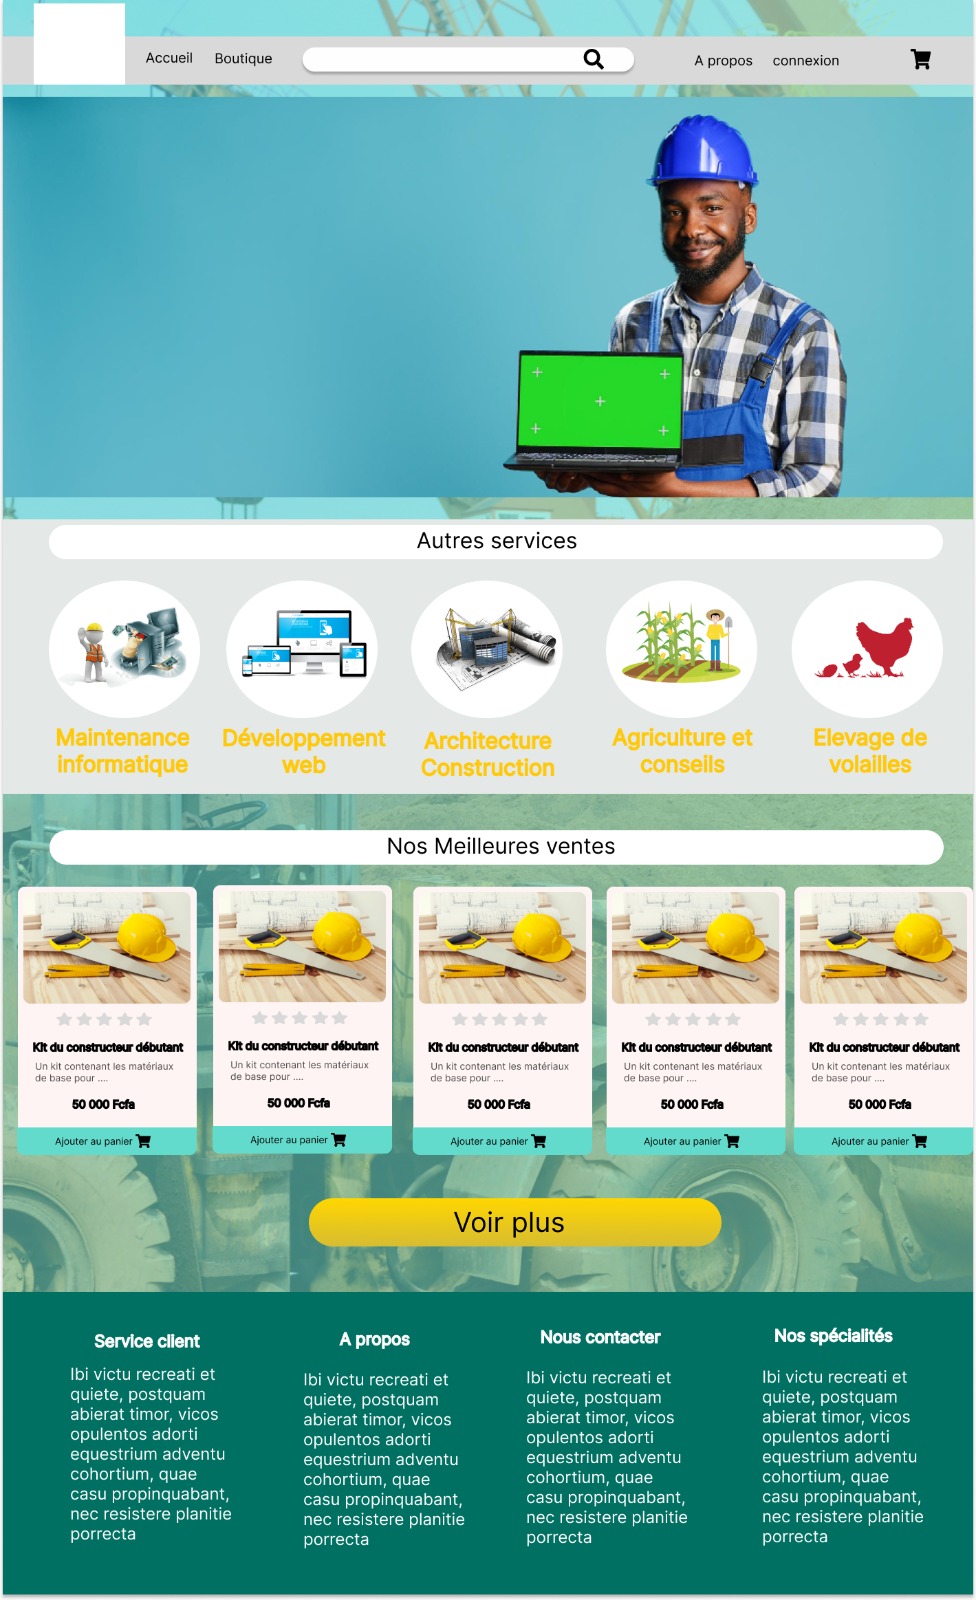 Accueil
Boutique
A propos
connexion
Autres services
Maintenance
informatique
Développement
web
Architecture
Construction
Agriculture et
conseils
Elevage de
volailles
Nos Meilleures ventes
Kit du constructeur débutant
Un kit contenant les matériaux
de base pour ....
50 000 Fcfa
Ajouter au panier
Kit du constructeur débutant
Un kit contenant les matériaux
de base pour ....
50 000 Fcfa
Ajouter au panier
Kit du constructeur débutant
Un kit contenant les matériaux
de base pour ....
50 000 Fcfa
Ajouter au panier
Kit du constructeur débutant
Un kit contenant les matériaux
de base pour ....
50 000 Fcfa
Ajouter au panier
Kit du constructeur débutant
Un kit contenant les matériaux
de base pour ....
50 000 Fcfa
Ajouter au panier
Voir plus
Service client
Ibi victu recreati et
quiete, postquam
abierat timor, vicos
opulentos adorti
equestrium adventu
cohortium, quae
casu propinquabant,
nec resistere planitie
porrecta
A propos
Ibi victu recreati et
quiete, postquam
abierat timor, vicos
opulentos adorti
equestrium adventu
cohortium, quae
casu propinquabant,
nec resistere planitie
porrecta
Nous contacter
Ibi victu recreati et
quiete, postquam
abierat timor, vicos
opulentos adorti
equestrium adventu
cohortium, quae
casu propinquabant,
nec resistere planitie
porrecta
Nos spécialités
Ibi victu recreati et
quiete, postquam
abierat timor, vicos
opulentos adorti
equestrium adventu
cohortium, quae
casu propinquabant,
nec resistere planitie
porrecta